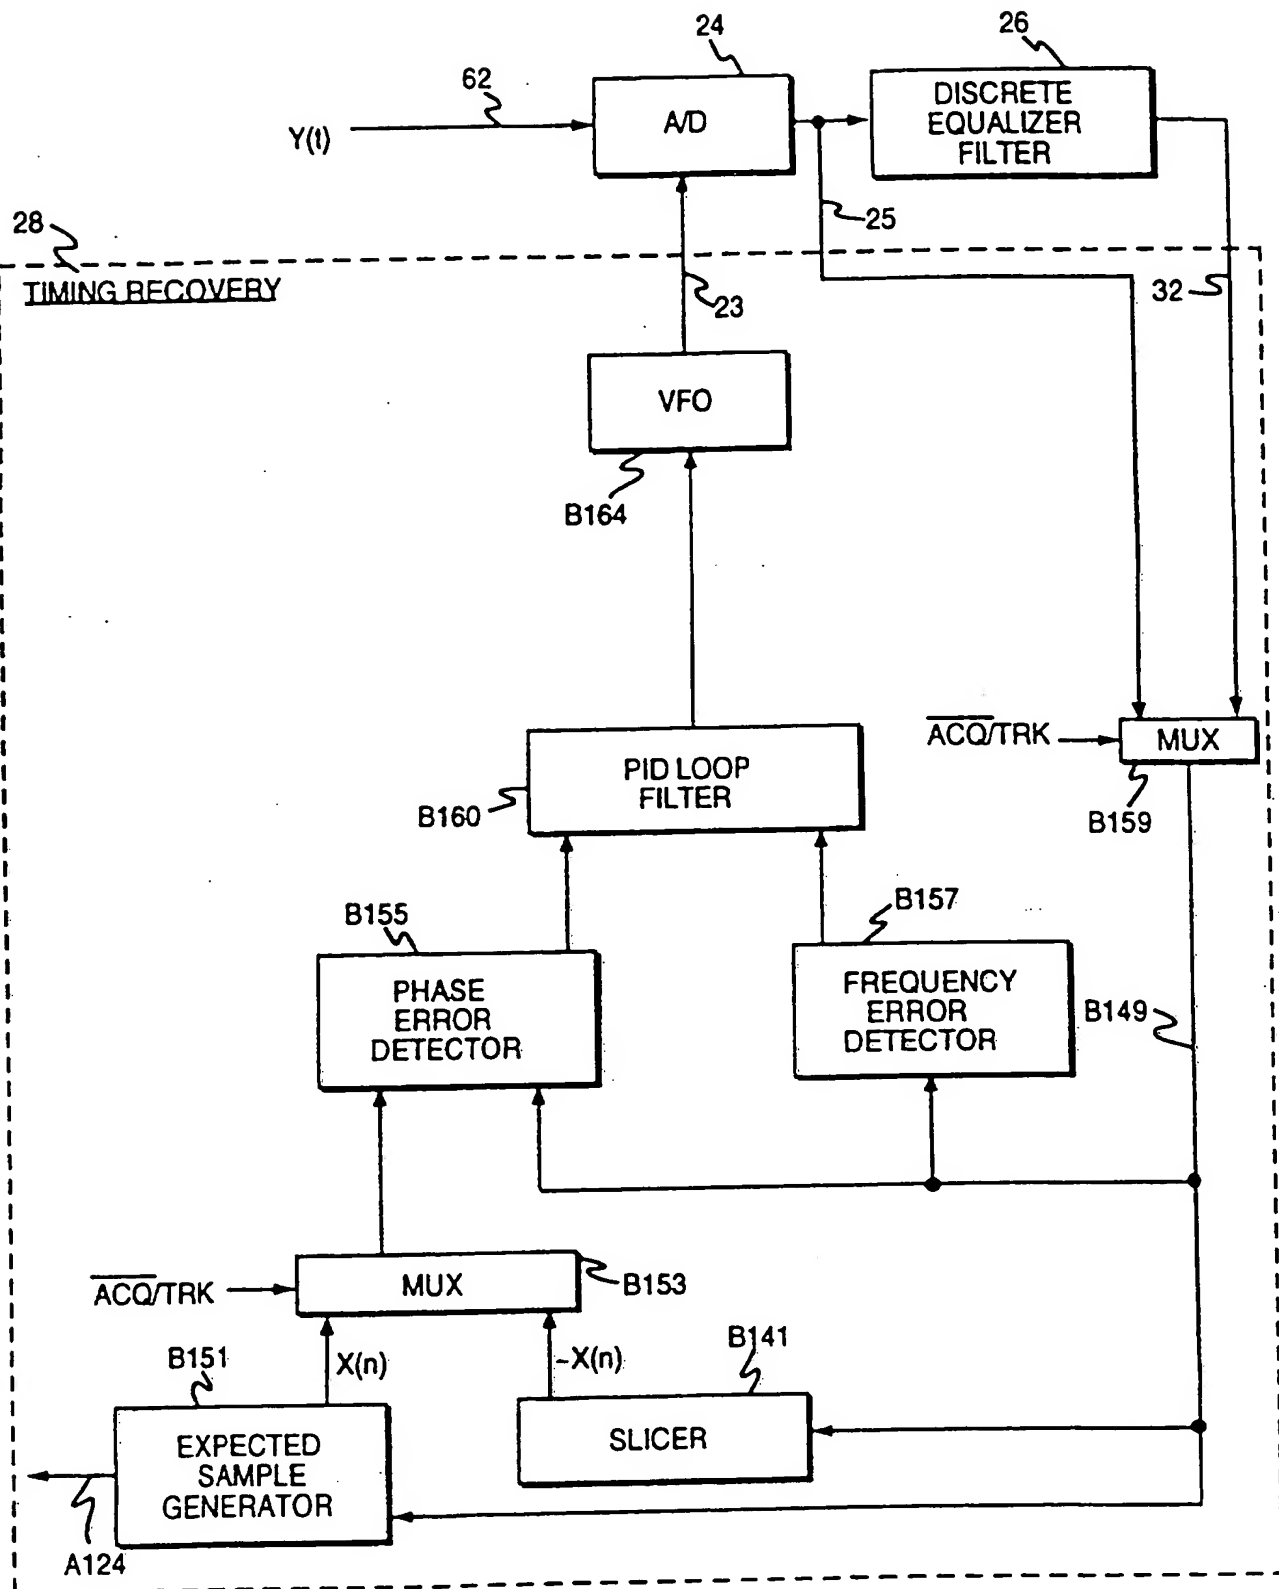 24
26
62
Y(t)
A/D
DISCRETE
EQUALIZER
FILTER
25
28
TIMING RECOVERY
23
32
VFO
B164
A̅C̅Q̅/TRK
MUX
B159
PID LOOP
FILTER
B160
B155
B157
PHASE
ERROR
DETECTOR
FREQUENCY
ERROR
DETECTOR
B149
A̅C̅Q̅/TRK
MUX
B153
B151
X(n)
~X(n)
B141
EXPECTED
SAMPLE
GENERATOR
SLICER
A124